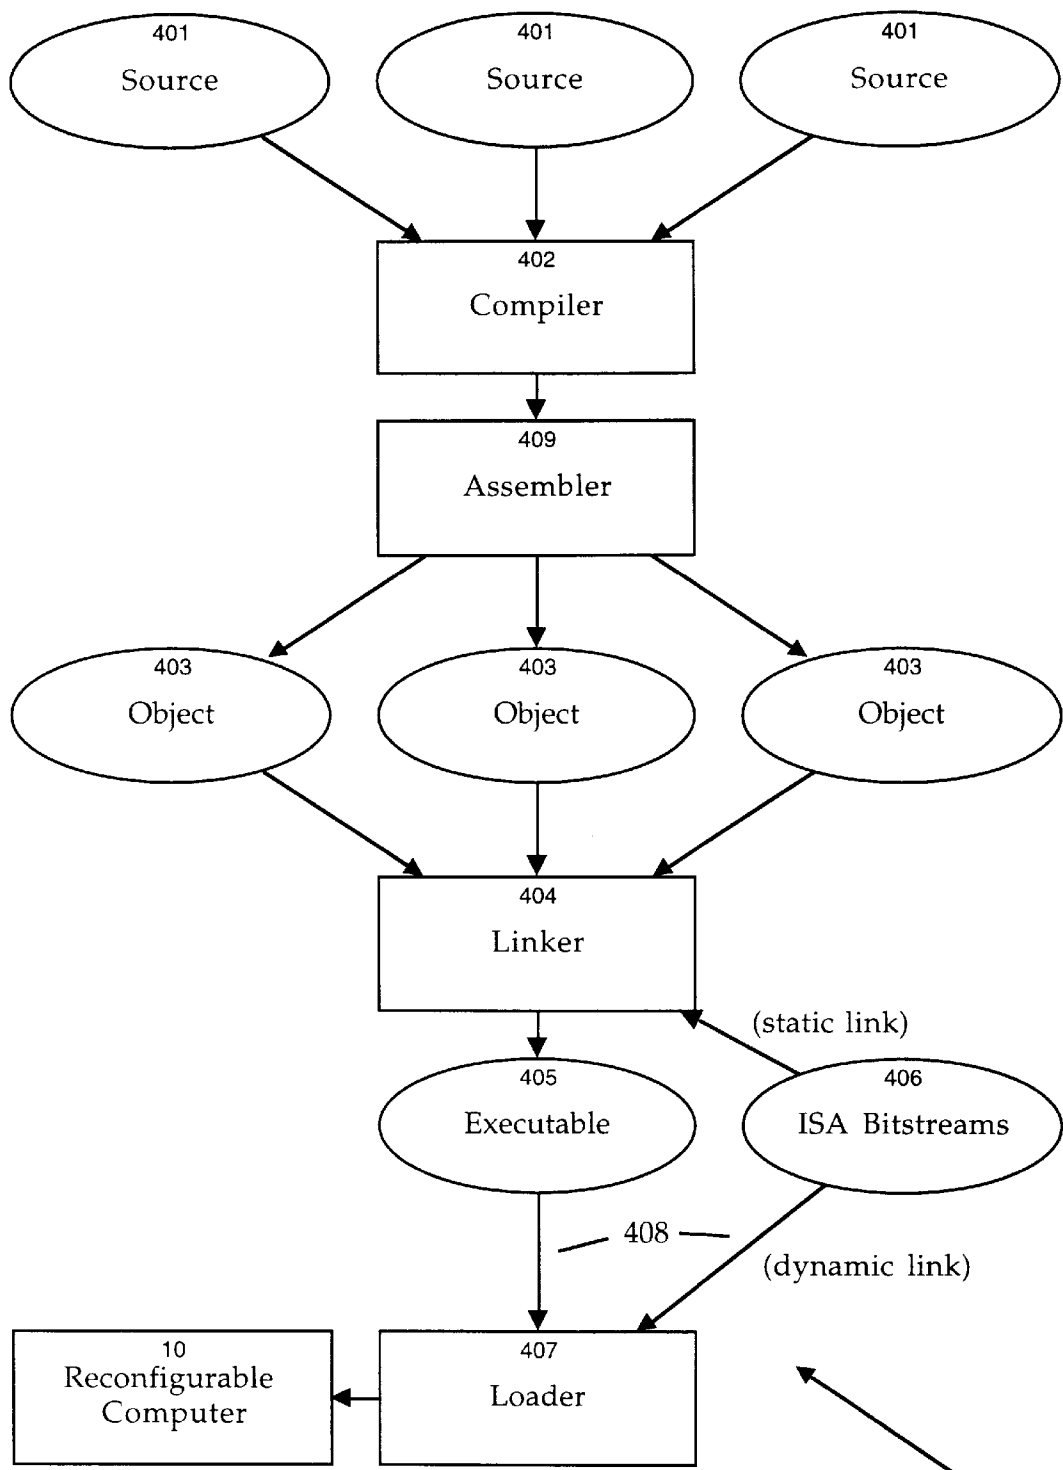 401
Source
401
Source
401
Source
402
Compiler
409
Assembler
403
Object
403
Object
403
Object
404
Linker
(static link)
405
Executable
406
ISA Bitstreams
408
(dynamic link)
10
Reconfigurable
Computer
407
Loader